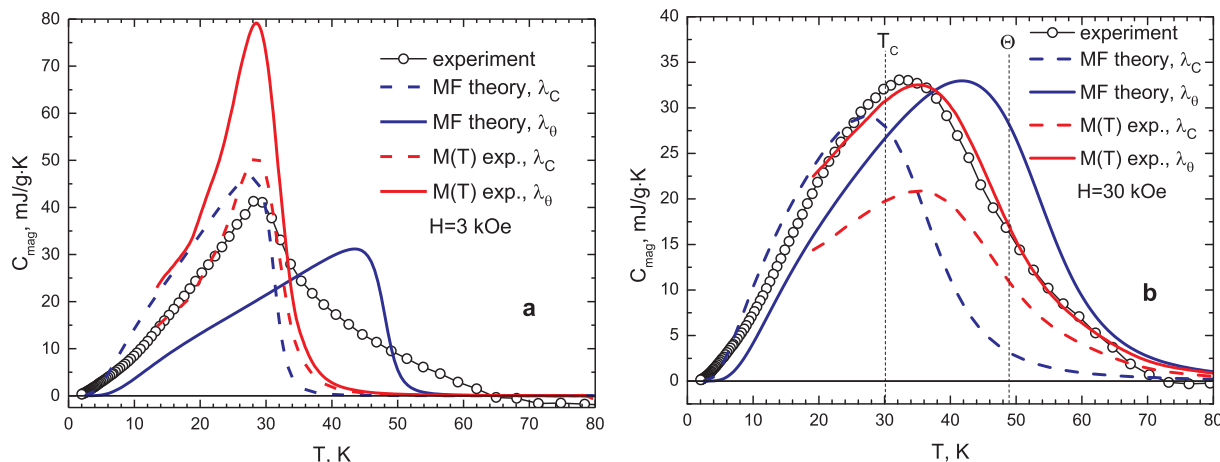 80
70
60
50
40
30
20
10
0
C_mag, mJ/g·K
0 10 20 30 40 50 60 70 80
T, K
experiment
MF theory, λ_C
MF theory, λ_θ
M(T) exp., λ_C
M(T) exp., λ_θ
H=3 kOe
a
40
35
30
25
20
15
10
5
0
C_mag, mJ/g·K
0 10 20 30 40 50 60 70 80
T, K
T_C
Θ
experiment
MF theory, λ_C
MF theory, λ_θ
M(T) exp., λ_C
M(T) exp., λ_θ
H=30 kOe
b